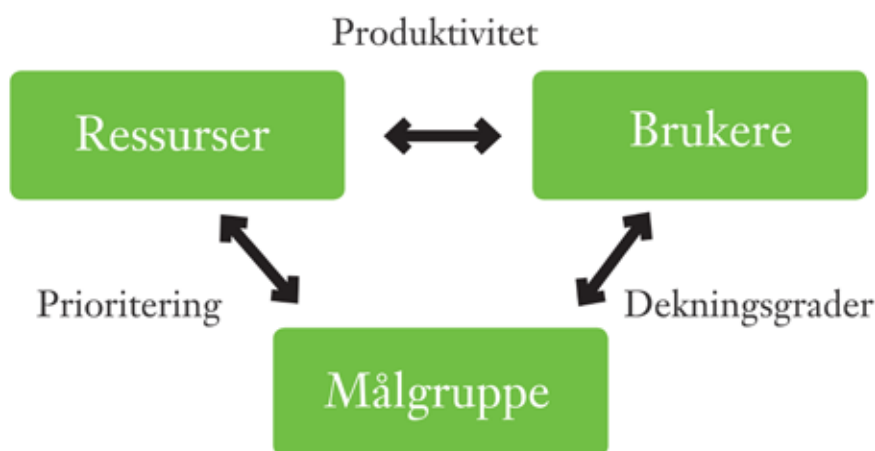 Produktivitet
Ressurser
Brukere
Prioritering
Dekningsgrader
Målgruppe